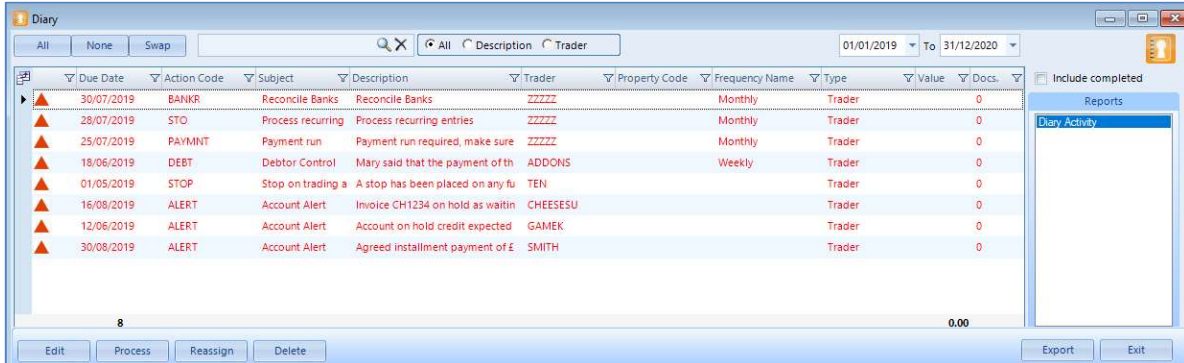 Diary
All None Swap All Description Trader 01/01/2019 To 31/12/2020
Due Date Action Code Subject Description Trader Property Code Frequency Name Type Value Docs. Include completed
30/07/2019 BANKR Reconcile Banks Reconcile Banks ZZZZZ Monthly Trader 0 Reports
28/07/2019 STO Process recurring Process recurring entries ZZZZZ Monthly Trader 0 Diary Activity
25/07/2019 PAYMNT Payment run Payment run required, make sure ZZZZZ Monthly Trader 0
18/06/2019 DEBT Debtor Control Mary said that the payment of th ADDONS Weekly Trader 0
01/05/2019 STOP Stop on trading a A stop has been placed on any fu TEN Trader 0
16/08/2019 ALERT Account Alert Invoice CH1234 on hold as waitin CHEESESU Trader 0
12/06/2019 ALERT Account Alert Account on hold credit expected GAMEK Trader 0
30/08/2019 ALERT Account Alert Agreed installment payment of £ SMITH Trader 0
8 0.00
Edit Process Reassign Delete Export Exit